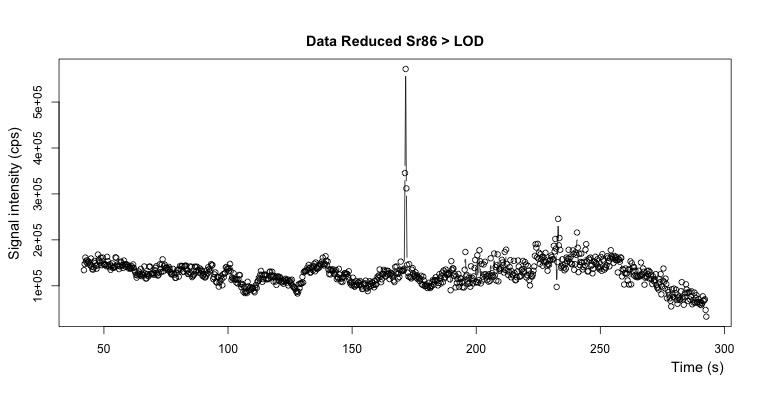 Data Reduced Sr86 > LOD
Signal intensity (cps)
5e+05
4e+05
3e+05
2e+05
1e+05
50 100 150 200 250 300
Time (s)